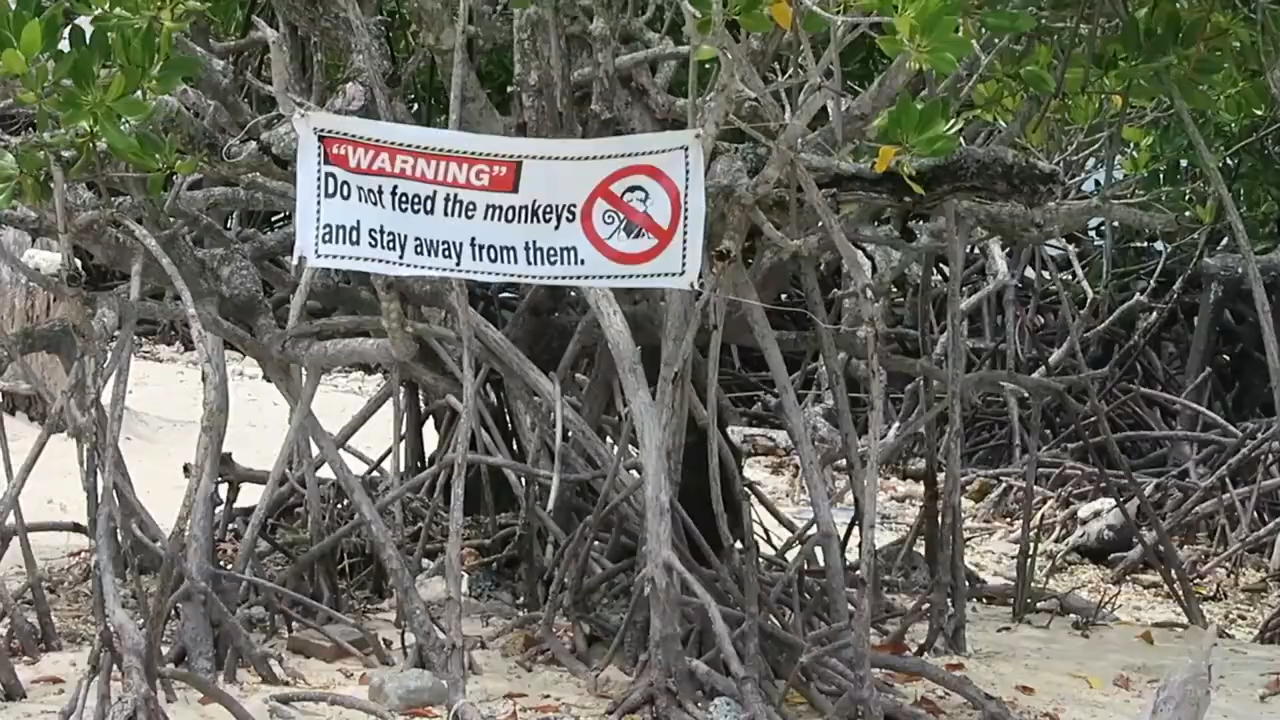 “WARNING”
Do not feed the monkeys
and stay away from them.